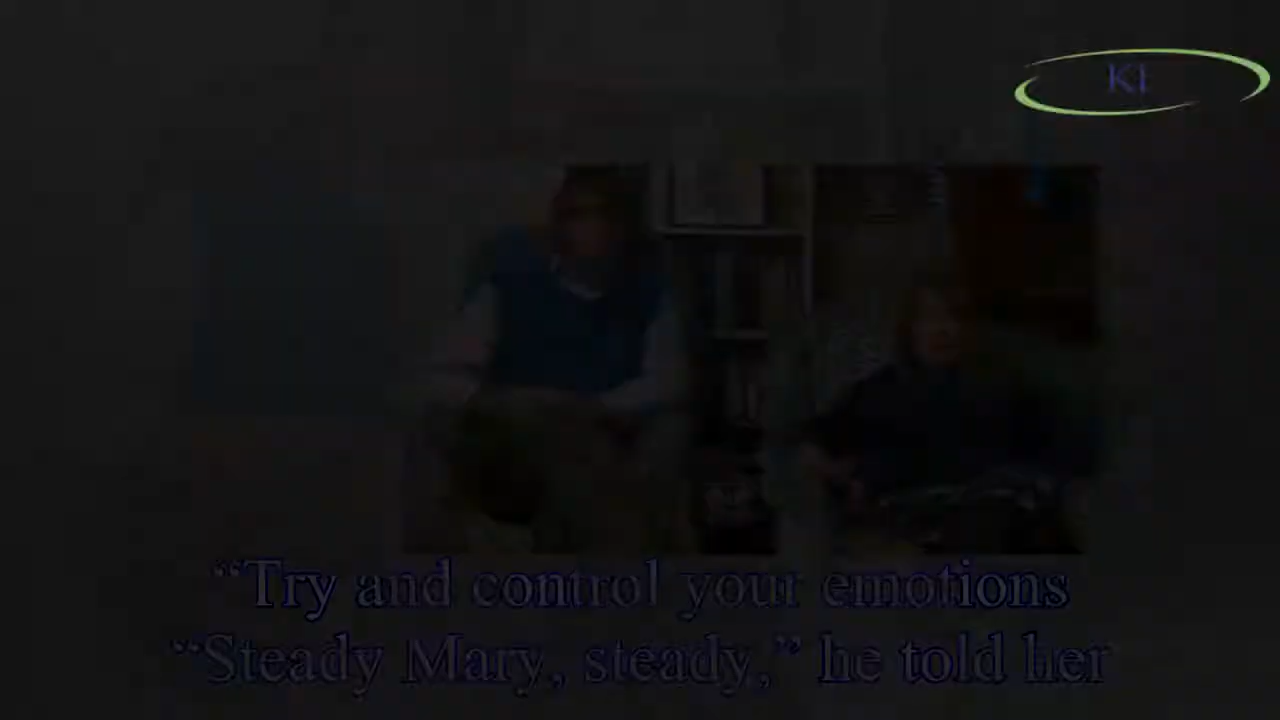 KI
“Try and control your emotions
“Steady Mary, steady,” he told her